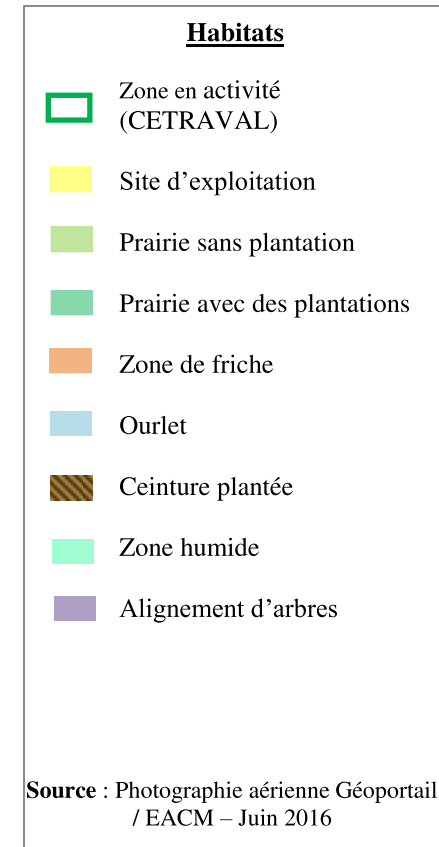 Habitats
Zone en activité
(CETRAVAL)
Site d’exploitation
Prairie sans plantation
Prairie avec des plantations
Zone de friche
Ourlet
Ceinture plantée
Zone humide
Alignement d’arbres
Source : Photographie aérienne Géoportail
/ EACM – Juin 2016